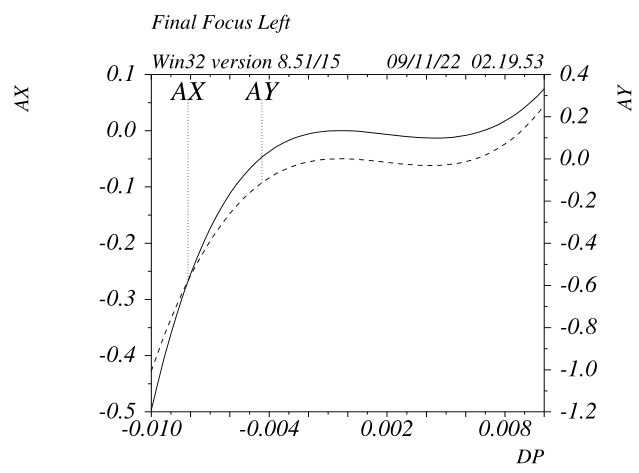 Final Focus Left
Win32 version 8.51/15 09/11/22 02.19.53
AX
AY
AX AY
0.1
0.0
-0.1
-0.2
-0.3
-0.4
-0.5
0.4
0.2
0.0
-0.2
-0.4
-0.6
-0.8
-1.0
-1.2
-0.010 -0.004 0.002 0.008
DP